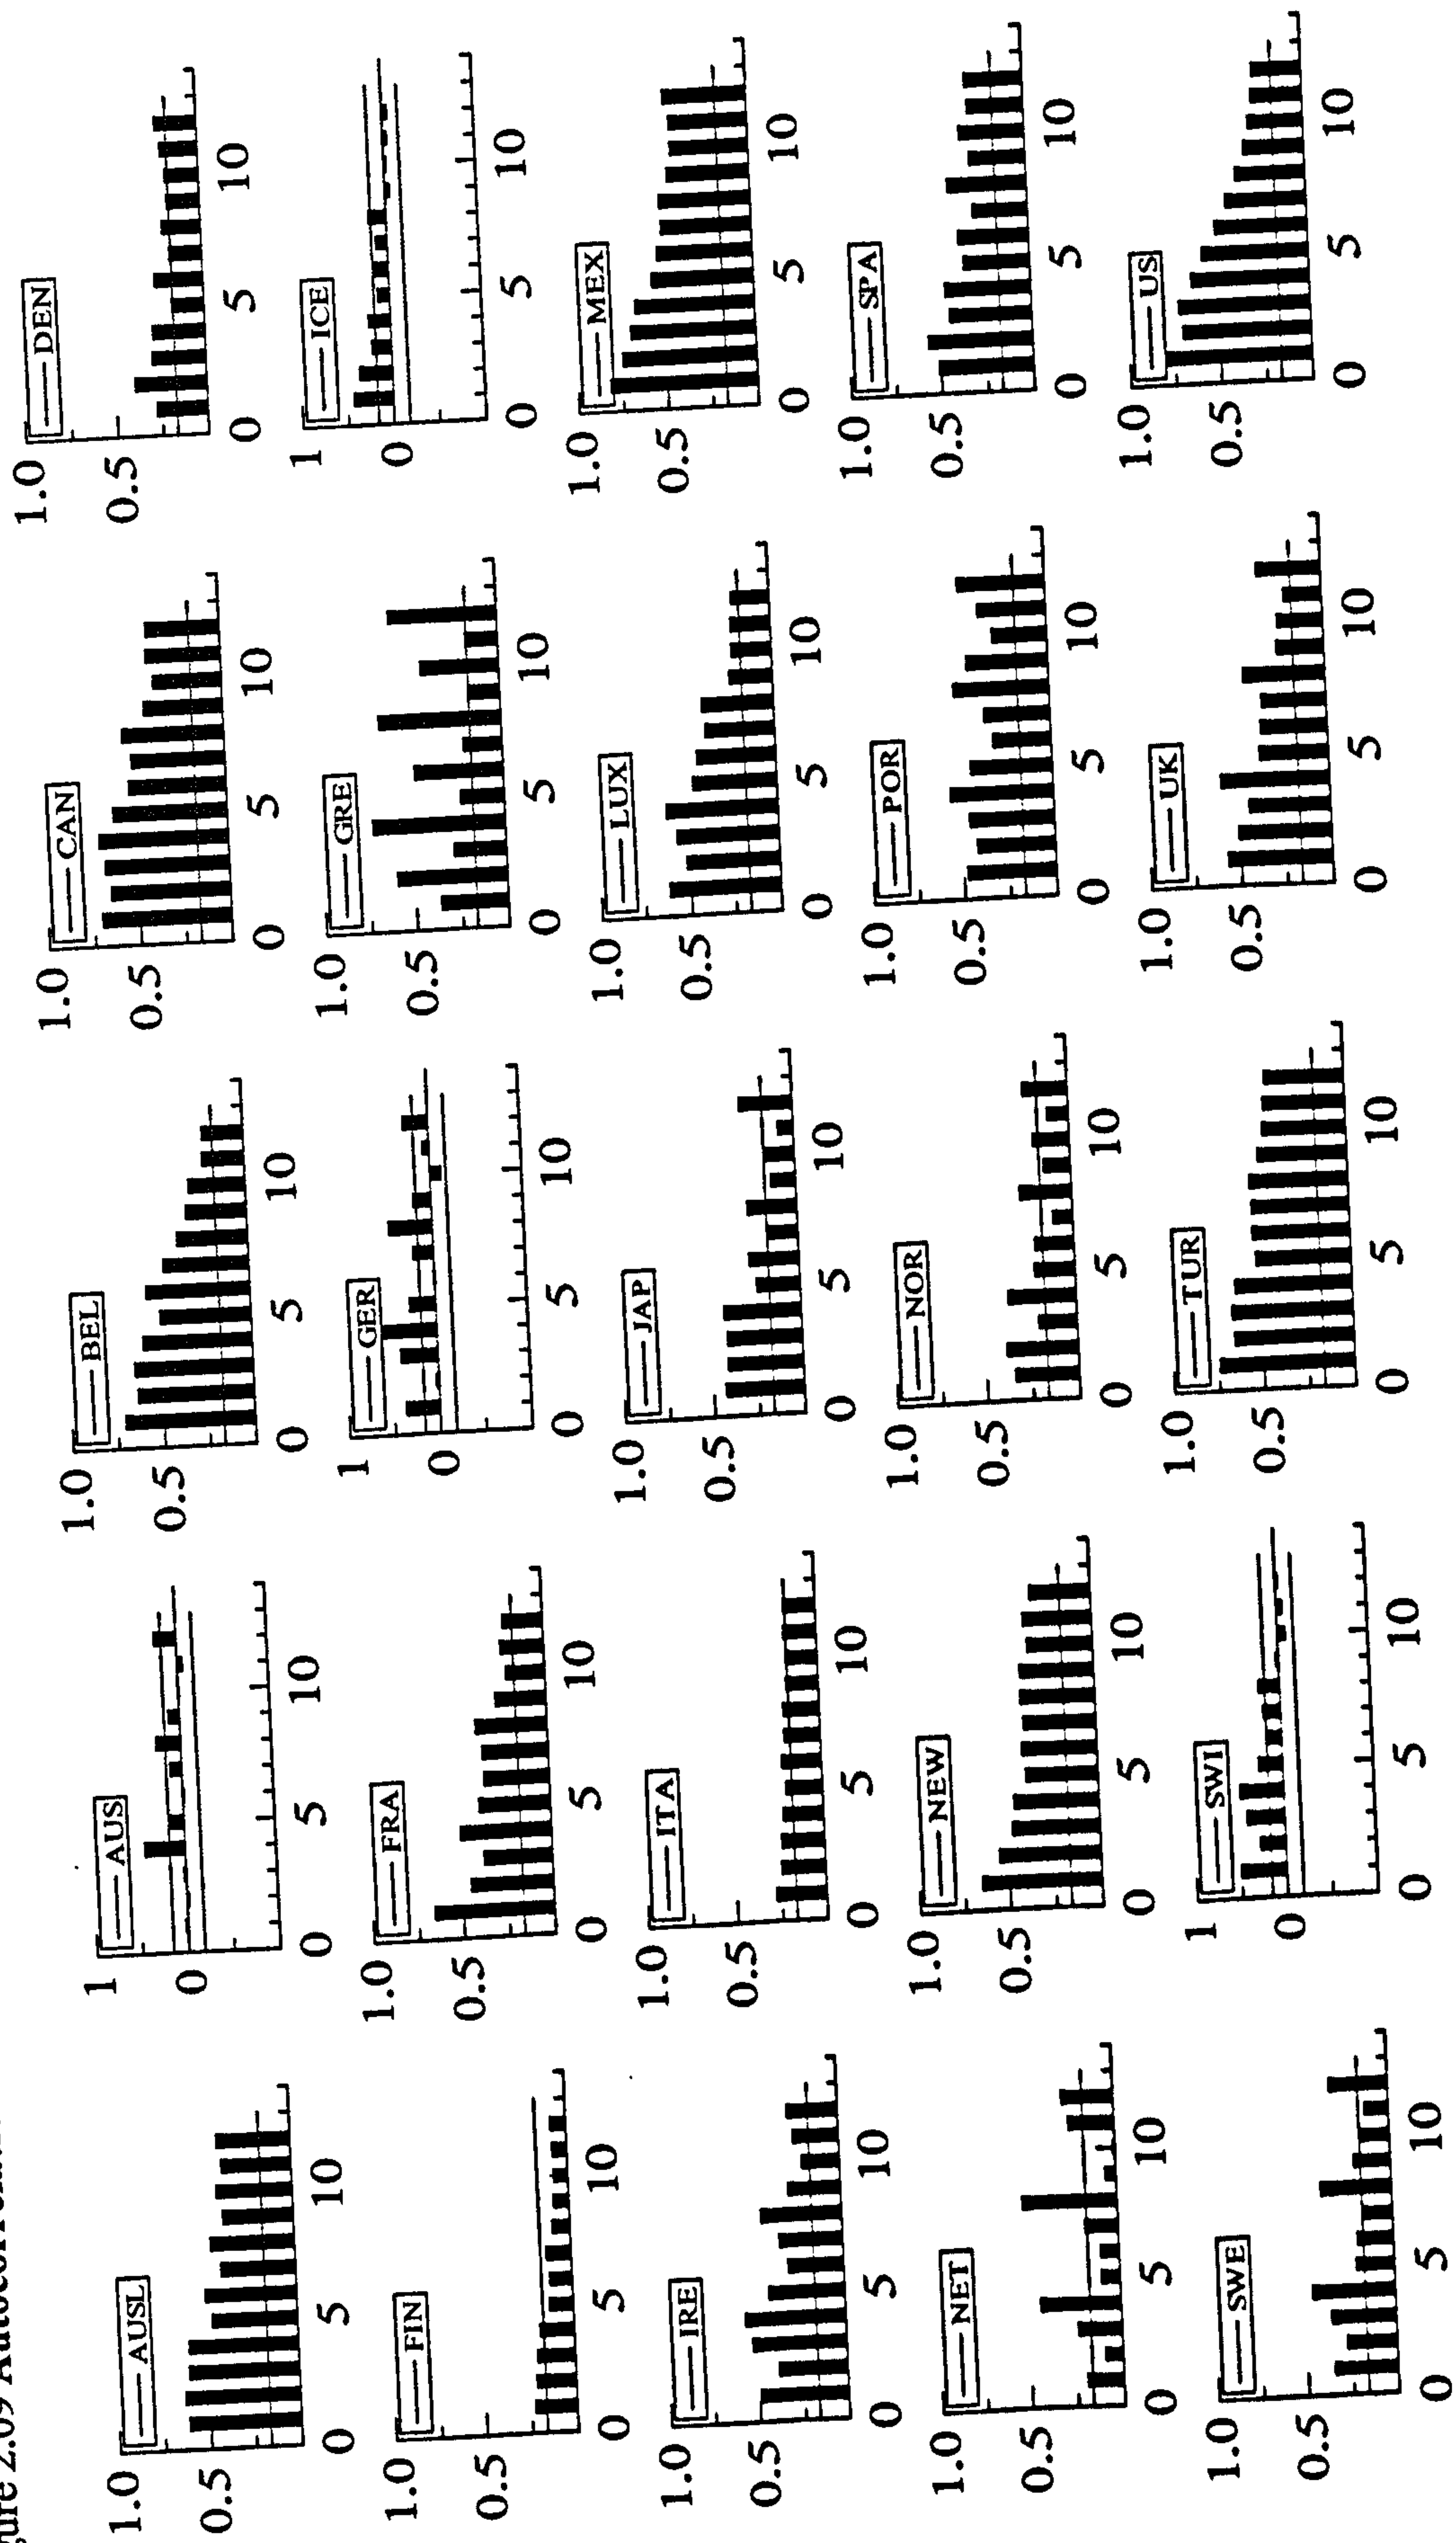 gure 2.09
1.0 AUSL 1 AUS 1.0 BEL 1.0 CAN 1.0 DEN
0.5 0 0.5 0.5 0.5
0 5 10 0 5 10 0 5 10 0 5 10 0 5 10
1.0 FIN 1.0 FRA 1 GER 1.0 GRE 1 ICE
0.5 0.5 0 0.5 0
0 5 10 0 5 10 0 5 10 0 5 10 0 5 10
1.0 IRE 1.0 ITA 1.0 JAP 1.0 LUX 1.0 MEX
0.5 0.5 0.5 0.5 0.5
0 5 10 0 5 10 0 5 10 0 5 10 0 5 10
1.0 NET 1.0 NEW 1.0 NOR 1.0 POR 1.0 SPA
0.5 0.5 0.5 0.5 0.5
0 5 10 0 5 10 0 5 10 0 5 10 0 5 10
1.0 SWE 1 SWI 1.0 TUR 1.0 UK 1.0 US
0.5 0 0.5 0.5 0.5
0 5 10 0 5 10 0 5 10 0 5 10 0 5 10